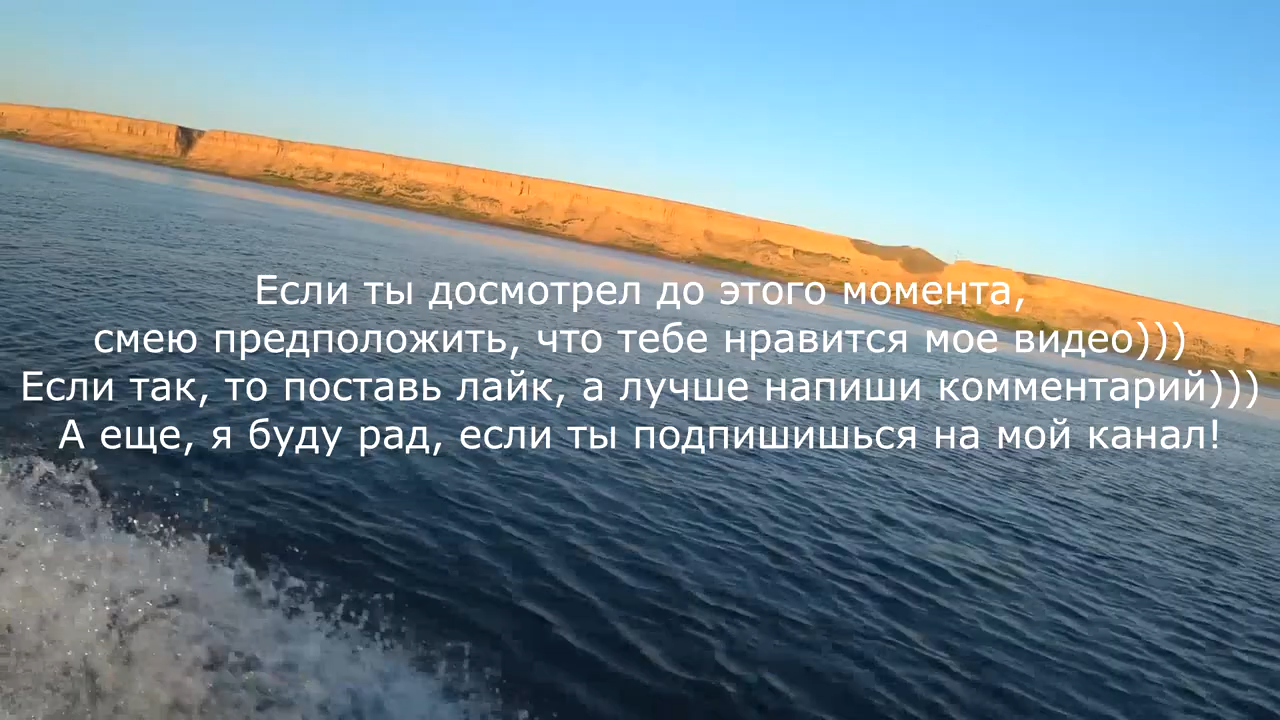 Если ты досмотрел до этого момента,
смею предположить, что тебе нравится мое видео)))
Если так, то поставь лайк, а лучше напиши комментарий)))
А еще, я буду рад, если ты подпишишься на мой канал!